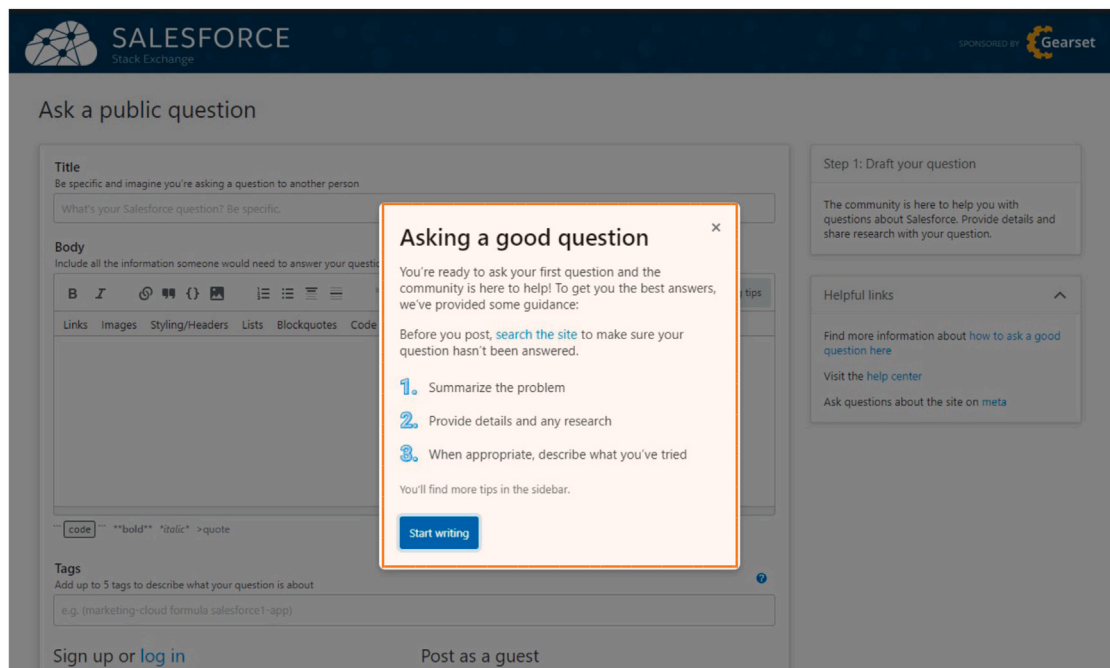 SALESFORCE
Stack Exchange
SPONSORED BY Gearset
Ask a public question
Title
Be specific and imagine you're asking a question to another person
What's your Salesforce question? Be specific.
Body
Include all the information someone would need to answer your
B I
tips
Links Images Styling/Headers Lists Blockquotes Code
``` code ``` **bold** *italic* >quote
Tags
Add up to 5 tags to describe what your question is about
e.g. (marketing-cloud formula salesforce1-app)
Sign up or log in
Post as a guest
Asking a good question
You're ready to ask your first question and the
community is here to help! To get you the best answers,
we've provided some guidance:
Before you post, search the site to make sure your
question hasn't been answered.
1. Summarize the problem
2. Provide details and any research
3. When appropriate, describe what you've tried
You'll find more tips in the sidebar.
Start writing
Step 1: Draft your question
The community is here to help you with
questions about Salesforce. Provide details and
share research with your question.
Helpful links
Find more information about how to ask a good
question here
Visit the help center
Ask questions about the site on meta